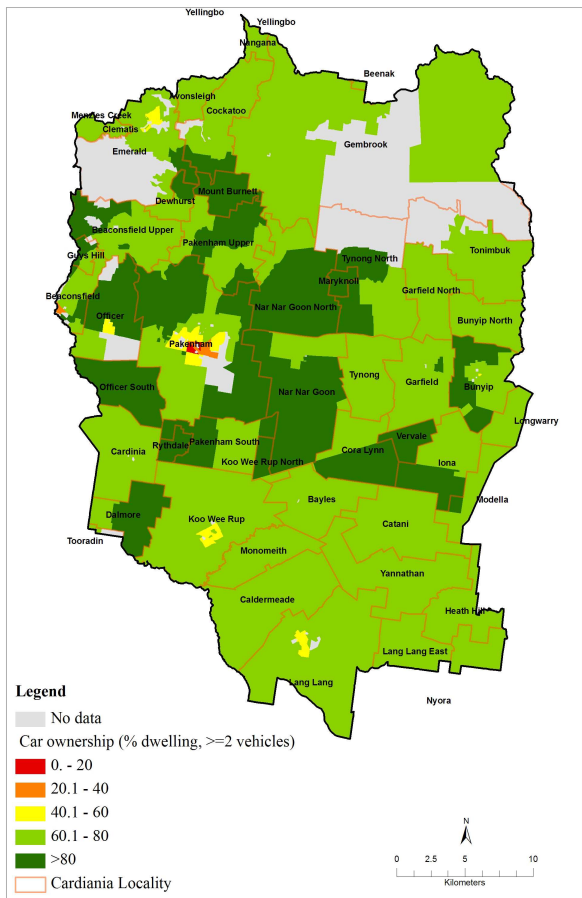 Yellingbo
Yellingbo
Nangana
Beenak
Avonsleigh
Cockatoo
Menzies Creek
Clematis
Gembrook
Emerald
Mount Burnett
Dewhurst
Beaconsfield Upper
Pakenham Upper
Tonimbuk
Guys Hill
Tynong North
Maryknoll
Garfield North
Beaconsfield
Nar Nar Goon North
Officer
Bunyip North
Pakenham
Tynong
Garfield
Officer South
Nar Nar Goon
Bunyip
Longwarry
Vervale
Pakenham South
Rythdale
Cardinia
Cora Lynn
Koo Wee Rup North
Iona
Bayles
Modella
Dalmore
Koo Wee Rup
Catani
Tooradin
Monomeith
Yannathan
Caldermeade
Heath Hill
Lang Lang East
Lang Lang
Nyora
Legend
No data
Car ownership (% dwelling, >=2 vehicles)
0. - 20
20.1 - 40
40.1 - 60
60.1 - 80
>80
Cardiania Locality
N
0 2.5 5 10
Kilometers